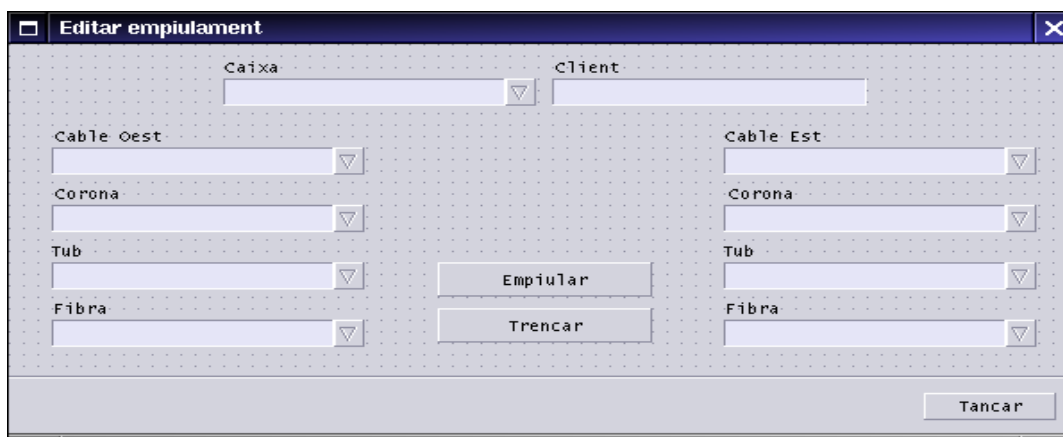 Editar empiulament
Caixa Client
Cable Oest Cable Est
Corona Corona
Tub Tub
Empiular
Fibra Fibra
Trencar
Tancar